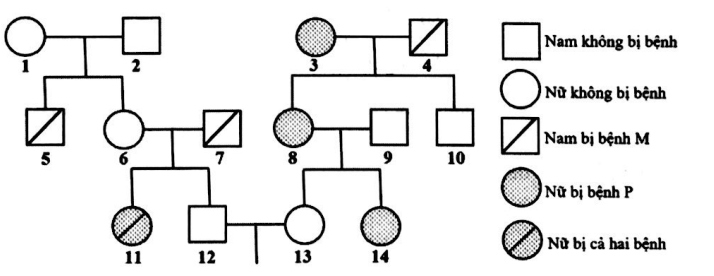 1
2
3
4
Nam không bị bệnh
Nữ không bị bệnh
5
6
7
8
9
10
Nam bị bệnh M
Nữ bị bệnh P
11
12
13
14
Nữ bị cả hai bệnh